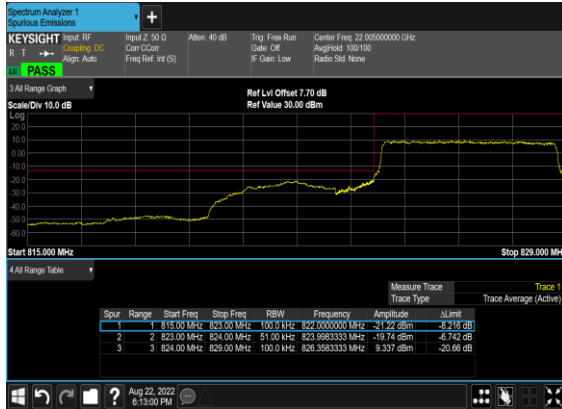 Spectrum Analyzer 1
Spurious Emissions
+
KEYSIGHT Input: RF Input Z: 50 Ω Atten: 40 dB Trig: Free Run Center Freq: 22.005000000 GHz
R T Coupling: DC Corr CCorr Gate: Off Avg|Hold: 100/100
Align: Auto Freq Ref: Int (S) IF Gain: Low Radio Std: None
PASS
3 All Range Graph
Ref Lvl Offset 7.70 dB
Scale/Div 10.0 dB Ref Value 30.00 dBm
Log
20.0
10.0
0.00
-10.0
-20.0
-30.0
-40.0
-50.0
-60.0
Start 815.000 MHz Stop 829.000 MH
4 All Range Table
Measure Trace Trace 1
Trace Type Trace Average (Active)
Spur Range Start Freq Stop Freq RBW Frequency Amplitude ΔLimit
1 1 815.00 MHz 823.00 MHz 100.0 kHz 822.0000000 MHz -21.22 dBm -8.216 dB
2 2 823.00 MHz 824.00 MHz 51.00 kHz 823.9983333 MHz -19.74 dBm -6.742 dB
3 3 824.00 MHz 829.00 MHz 100.0 kHz 826.3583333 MHz 9.337 dBm -20.66 dB
? Aug 22, 2022
6:13:00 PM